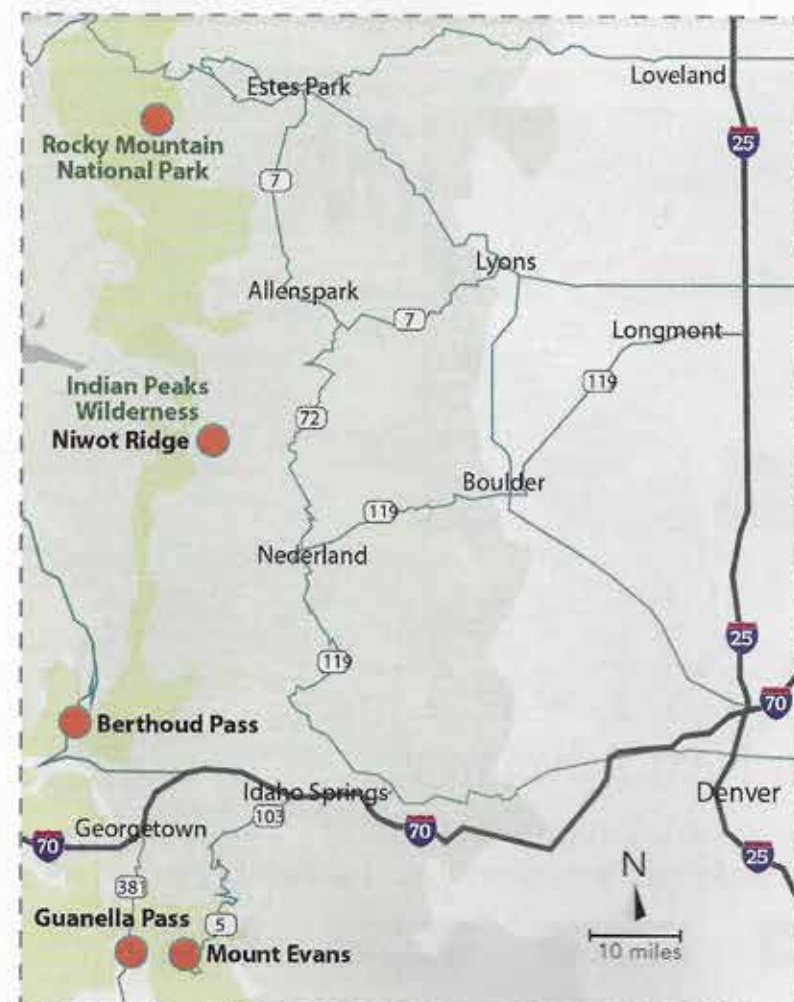 Estes Park
Loveland
25
Rocky Mountain
National Park
7
Lyons
Allenspark
7
Longmont
119
Indian Peaks
Wilderness
72
Niwot Ridge
Boulder
119
Nederland
25
119
70
Berthoud Pass
Idaho Springs
Denver
103
Georgetown
70
70
25
N
381
Guanella Pass
5
Mount Evans
10 miles